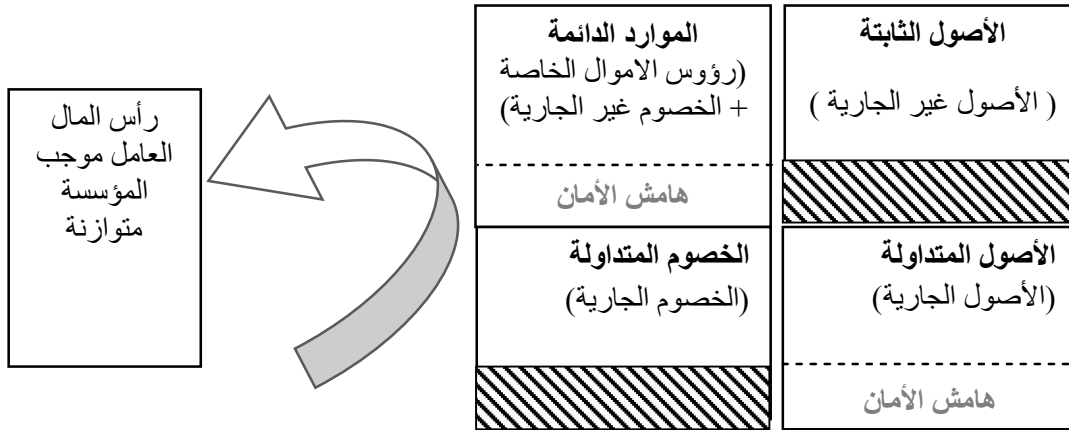 الأصول الثابتة
( الأصول غير الجارية )
الموارد الدائمة
(رؤوس الاموال الخاصة
+ الخصوم غير الجارية)
هامش الأمان
الأصول المتداولة
(الأصول الجارية)
هامش الأمان
الخصوم المتداولة
(الخصوم الجارية)
رأس المال
العامل موجب
المؤسسة
متوازنة